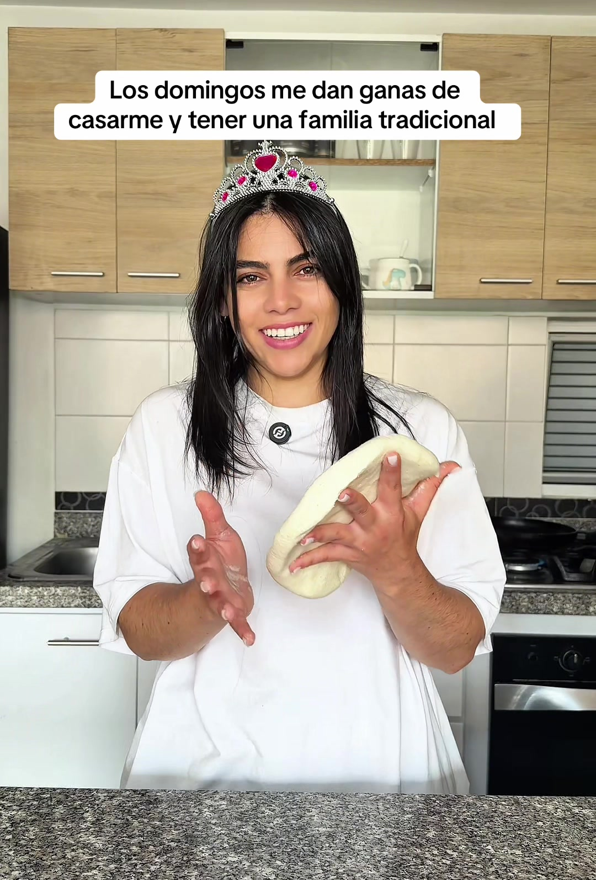 Los domingos me dan ganas de
casarme y tener una familia tradicional